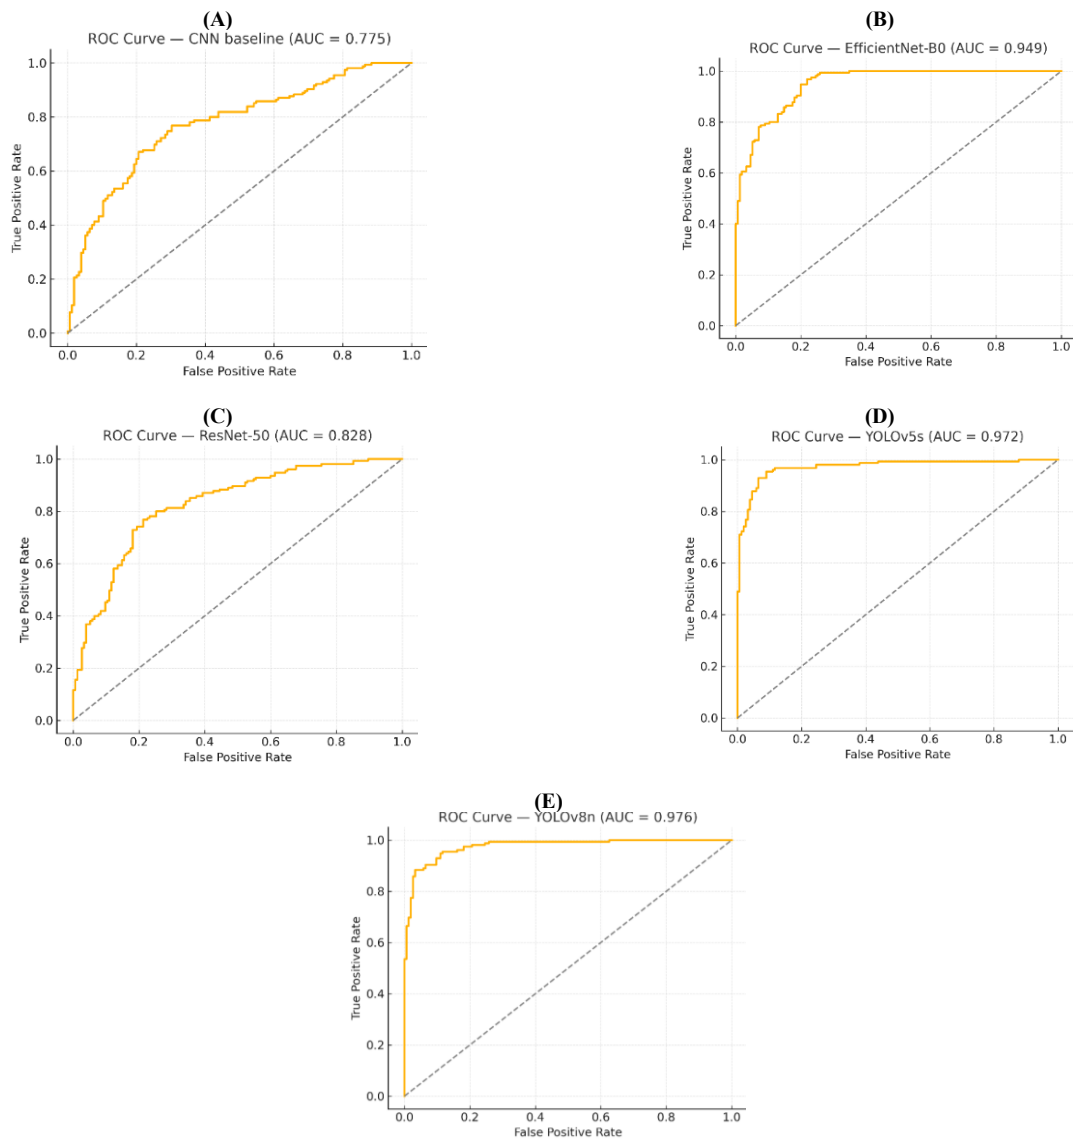 (A)
ROC Curve — CNN baseline (AUC = 0.775)
True Positive Rate
1.0
0.8
0.6
0.4
0.2
0.0
0.0 0.2 0.4 0.6 0.8 1.0
False Positive Rate
(B)
ROC Curve — EfficientNet-B0 (AUC = 0.949)
True Positive Rate
1.0
0.8
0.6
0.4
0.2
0.0
0.0 0.2 0.4 0.6 0.8 1.0
False Positive Rate
(C)
ROC Curve — ResNet-50 (AUC = 0.828)
True Positive Rate
1.0
0.8
0.6
0.4
0.2
0.0
0.0 0.2 0.4 0.6 0.8 1.0
False Positive Rate
(D)
ROC Curve — YOLOv5s (AUC = 0.972)
True Positive Rate
1.0
0.8
0.6
0.4
0.2
0.0
0.0 0.2 0.4 0.6 0.8 1.0
False Positive Rate
(E)
ROC Curve — YOLOv8n (AUC = 0.976)
True Positive Rate
1.0
0.8
0.6
0.4
0.2
0.0
0.0 0.2 0.4 0.6 0.8 1.0
False Positive Rate